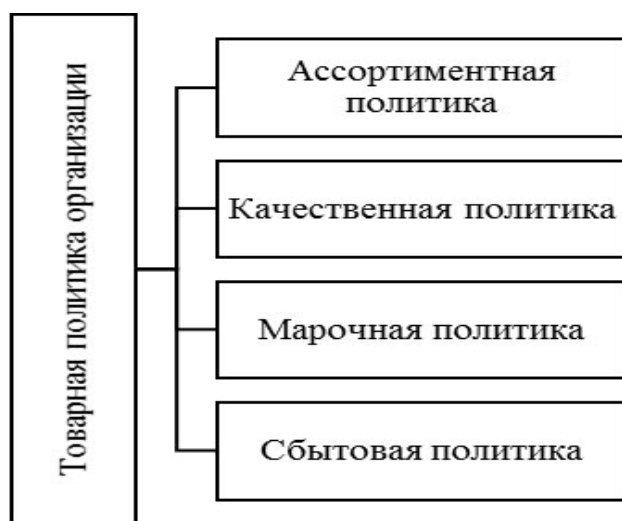 Товарная политика организации
Ассортиментная
политика
Качественная политика
Марочная политика
Сбытовая политика